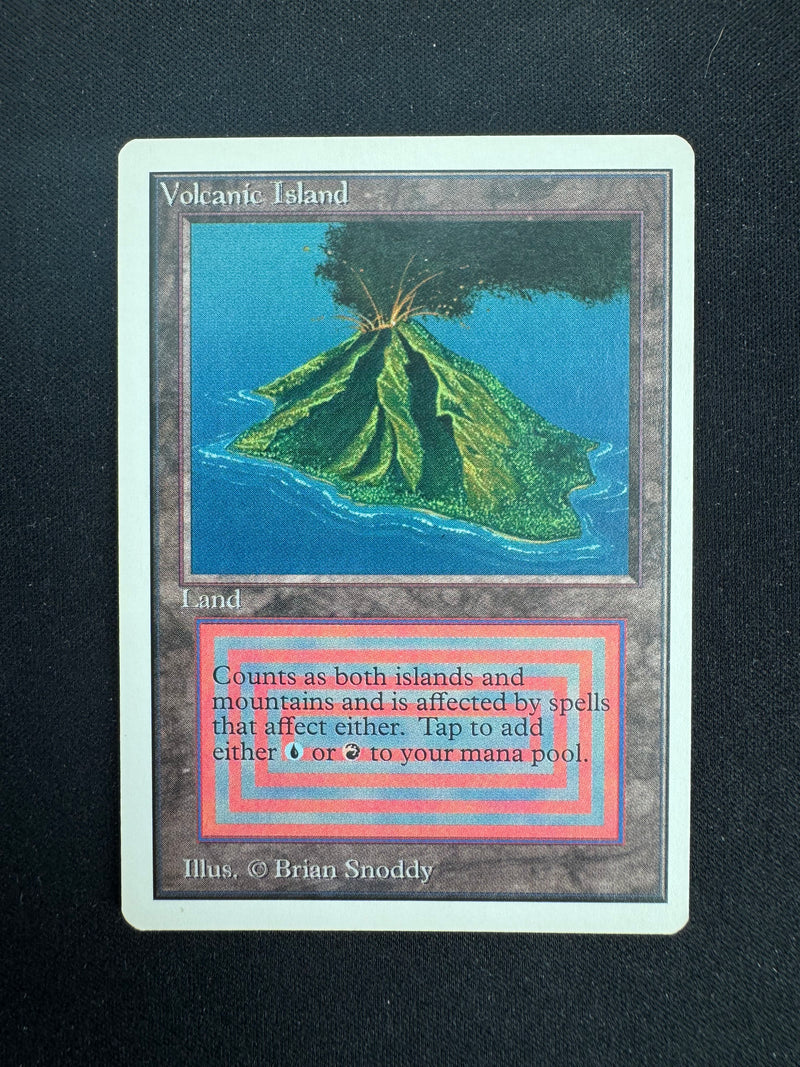 Volcanic Island
Land
Counts as both islands and
mountains and is affected by spells
that affect either. Tap to add
either or to your mana pool.
Illus. © Brian Snoddy